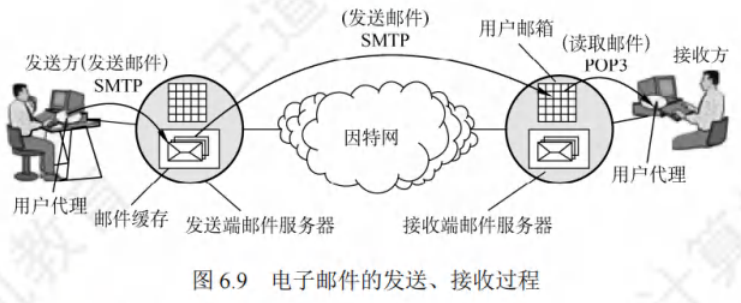 (发送邮件)
SMTP
用户邮箱
(读取邮件)
POP3
接收方
发送方(发送邮件)
SMTP
因特网
用户代理
邮件缓存
发送端邮件服务器
接收端邮件服务器
用户代理
图 6.9 电子邮件的发送、接收过程